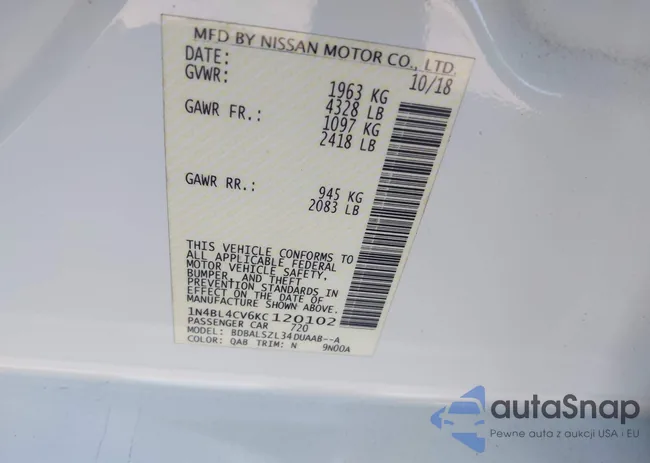 MFD BY NISSAN MOTOR CO., LTD.
DATE: 10/18
GVWR: 1963 KG
4328 LB
GAWR FR.: 1097 KG
2418 LB
GAWR RR.: 945 KG
2083 LB
THIS VEHICLE CONFORMS TO
ALL APPLICABLE FEDERAL
MOTOR VEHICLE SAFETY,
BUMPER, AND THEFT
PREVENTION STANDARDS IN
EFFECT ON THE DATE OF
MANUFACTURE SHOWN ABOVE.
1N4BL4CV6KC120102
PASSENGER CAR 720
MODEL: BDBALSZL34DUAAB--A
COLOR: QAB TRIM: N 9N00A
autaSnap
Pewne auta z aukcji USA i EU